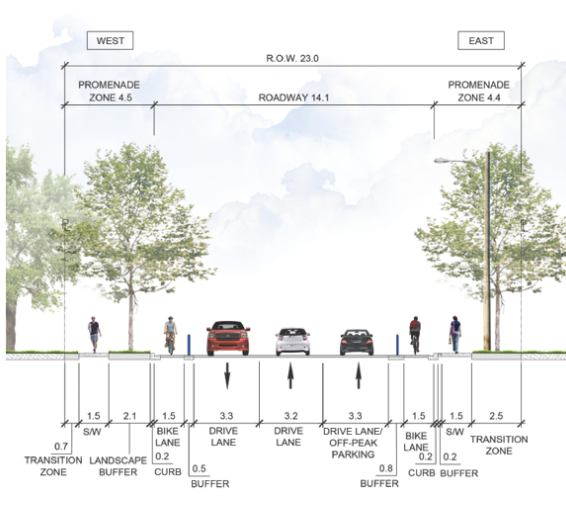 WEST
EAST
R.O.W. 23.0
PROMENADE
ZONE 4.5
ROADWAY 14.1
PROMENADE
ZONE 4.4
1.5
2.1
1.5
3.3
3.2
3.3
1.5
1.5
2.5
S/W
BIKE
LANE
DRIVE
LANE
DRIVE
LANE
DRIVE LANE/
OFF-PEAK
PARKING
BIKE
LANE
S/W
TRANSITION
ZONE
0.7
TRANSITION
ZONE
LANDSCAPE
BUFFER
0.2
CURB
0.5
BUFFER
0.8
BUFFER
0.2
CURB
0.2
BUFFER